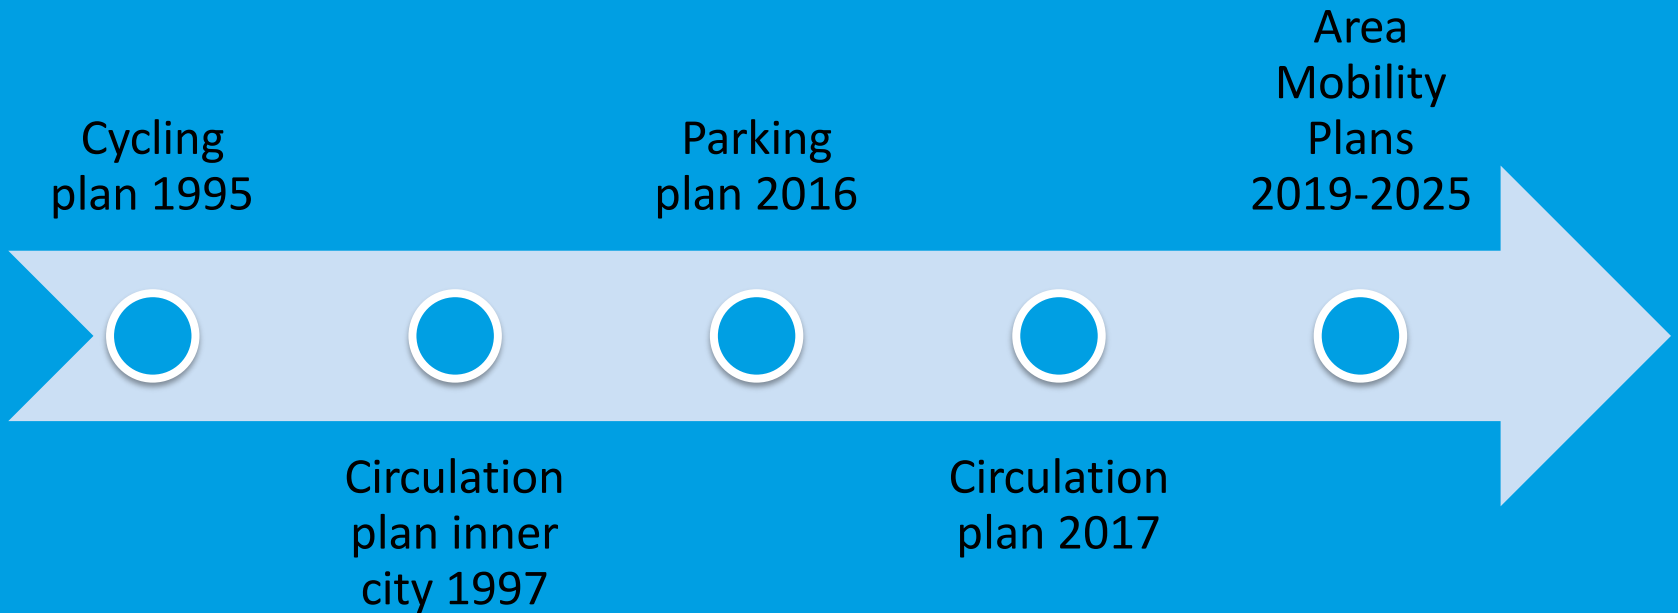 Cycling
plan 1995
Circulation
plan inner
city 1997
Parking
plan 2016
Circulation
plan 2017
Area
Mobility
Plans
2019-2025